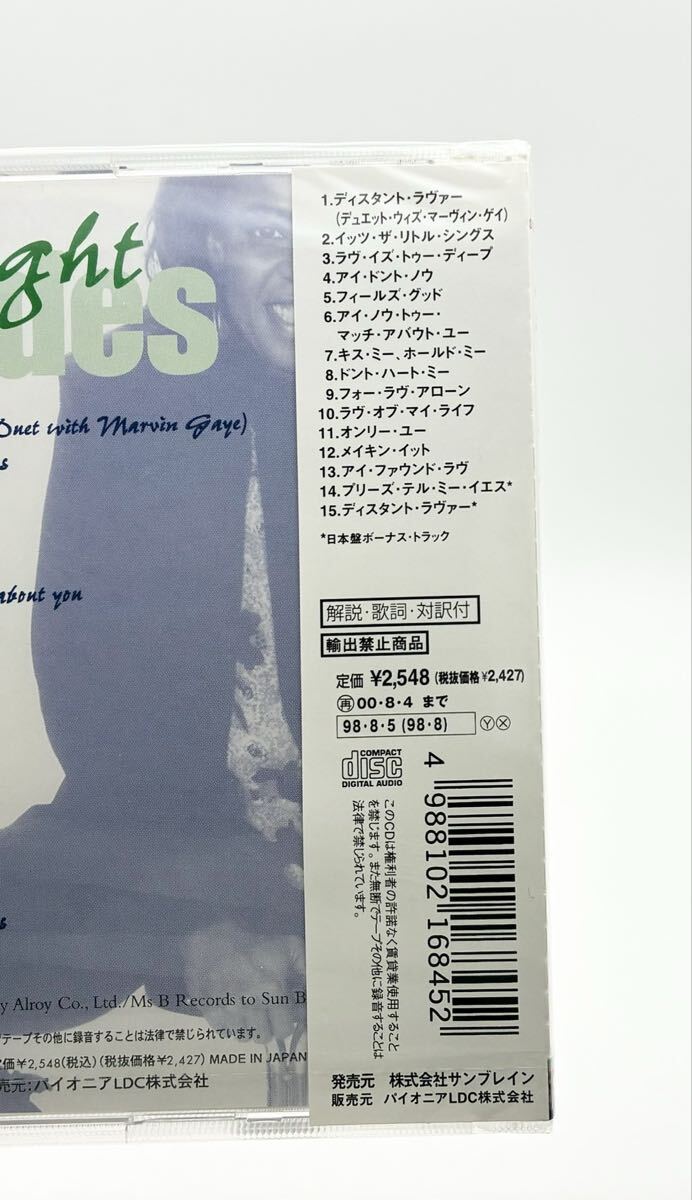 ght
des
Duet with Marvin Gaye)
s
about you
s
y Alroy Co., Ltd./Ms B Records to Sun B
テープその他に録音することは法律で禁じられています。
定価¥2,548(税込)(税抜価格¥2,427) MADE IN JAPAN
売元:パイオニアLDC株式会社
1.ディスタント・ラヴァー
(デュエット・ウィズ・マーヴィン・ゲイ)
2.イッツ・ザ・リトル・シングス
3.ラヴ・イズ・トゥー・ディープ
4.アイ・ドント・ノウ
5.フィールズ・グッド
6.アイ・ノウ・トゥー・
マッチ・アバウト・ユー
7.キス・ミー、ホールド・ミー
8.ドント・ハート・ミー
9.フォー・ラヴ・アローン
10.ラヴ・オブ・マイ・ライフ
11.オンリー・ユー
12.メイキン・イット
13.アイ・ファウンド・ラヴ
14.プリーズ・テル・ミー・イエス*
15.ディスタント・ラヴァー*
*日本盤ボーナス・トラック
解説・歌詞・対訳付
輸出禁止商品
定価 ¥2,548 (税抜価格¥2,427)
再 00・8・4 まで
98・8・5 (98・8) Ⓨ Ⓧ
COMPACT
disc
DIGITAL AUDIO
このCDは権利者の許諾なく賃貸業使用すること
を禁じます。また無断でテープその他に録音することは
法律で禁じられています。
4 988102 168452
発売元 株式会社サンブレイン
販売元 パイオニアLDC株式会社